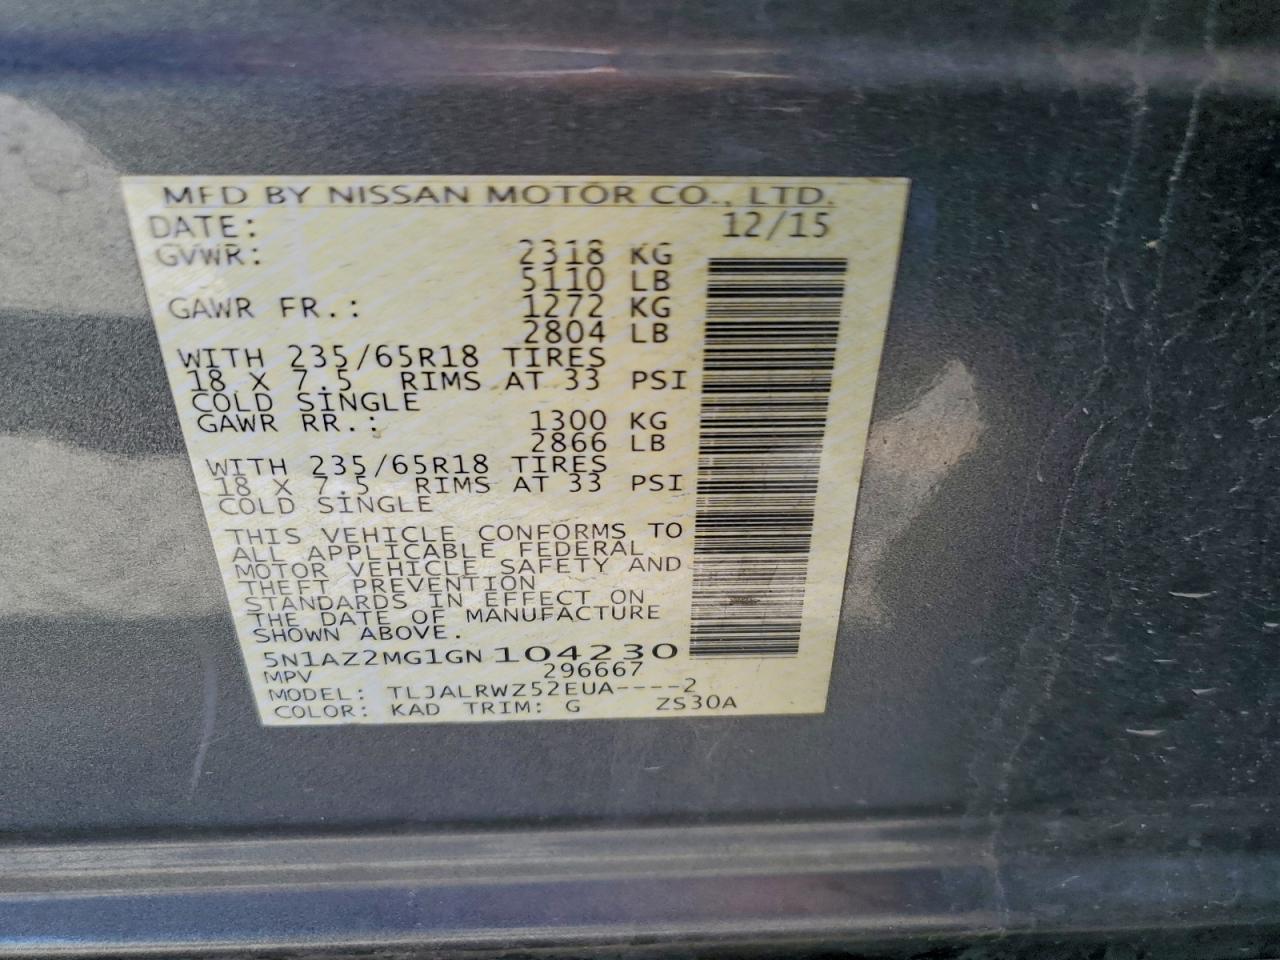 MFD BY NISSAN MOTOR CO., LTD.
DATE: 12/15
GVWR: 2318 KG
5110 LB
GAWR FR.: 1272 KG
2804 LB
WITH 235/65R18 TIRES
18 X 7.5 RIMS AT 33 PSI
COLD SINGLE
GAWR RR.: 1300 KG
2866 LB
WITH 235/65R18 TIRES
18 X 7.5 RIMS AT 33 PSI
COLD SINGLE
THIS VEHICLE CONFORMS TO
ALL APPLICABLE FEDERAL
MOTOR VEHICLE SAFETY AND
THEFT PREVENTION
STANDARDS IN EFFECT ON
THE DATE OF MANUFACTURE
SHOWN ABOVE.
5N1AZ2MG1GN104230
MPV 296667
MODEL: TLJALRWZ52EUA----2
COLOR: KAD TRIM: G ZS30A